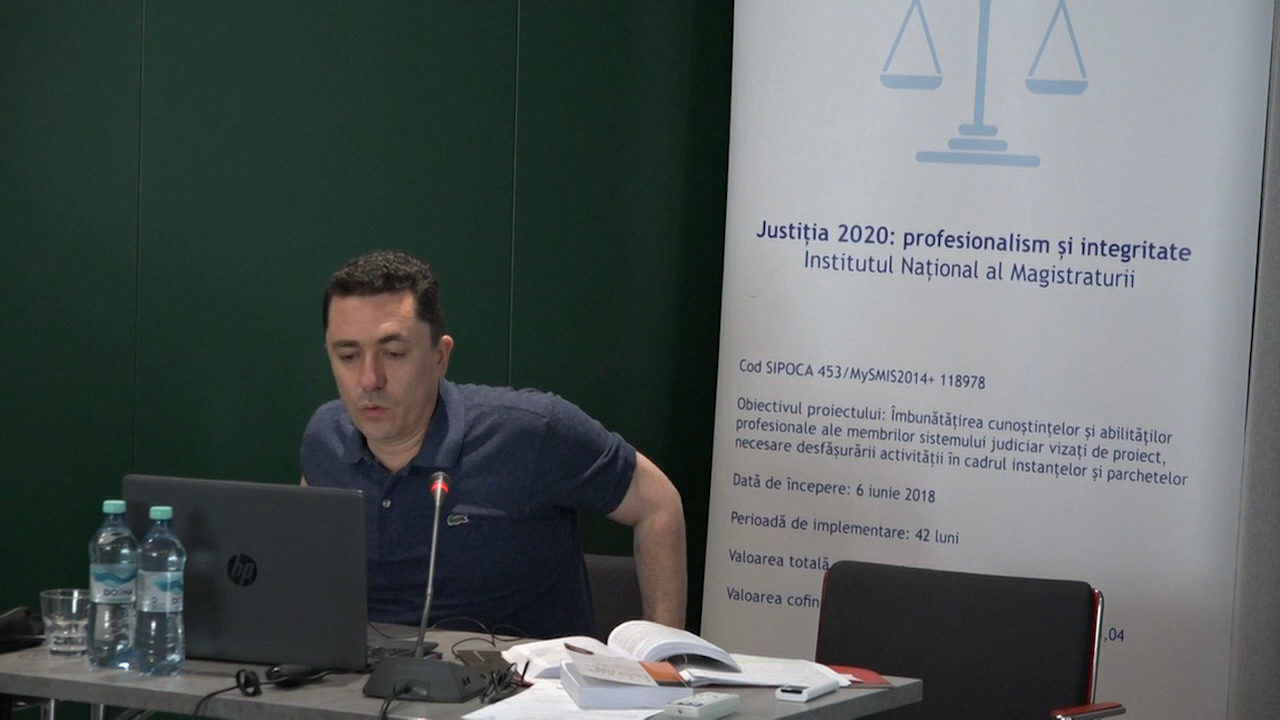 Justiția 2020: profesionalism și integritate
Institutul Național al Magistraturii
Cod SIPOCA 453/MySMIS2014+ 118978
Obiectivul proiectului: Îmbunătățirea cunoștințelor și abilităților
profesionale ale membrilor sistemului judiciar vizați de proiect,
necesare desfășurării activității în cadrul instanțelor și parchetelor
Dată de începere: 6 iunie 2018
Perioadă de implementare: 42 luni
Valoarea totală
Valoarea
,04
hp